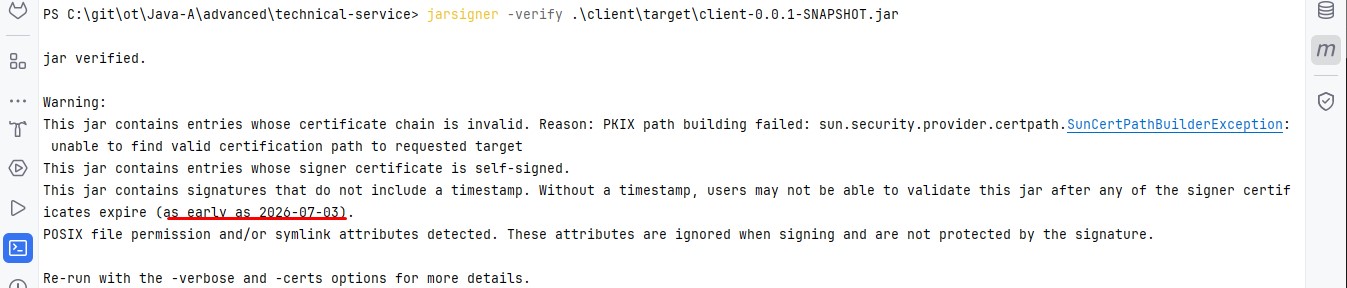 PS C:\git\ot\Java-A\advanced\technical-service> jarsigner -verify .\client\target\client-0.0.1-SNAPSHOT.jar
jar verified.
Warning:
This jar contains entries whose certificate chain is invalid. Reason: PKIX path building failed: sun.security.provider.certpath.SunCertPathBuilderException:
unable to find valid certification path to requested target
This jar contains entries whose signer certificate is self-signed.
This jar contains signatures that do not include a timestamp. Without a timestamp, users may not be able to validate this jar after any of the signer certif
icates expire (as early as 2026-07-03).
POSIX file permission and/or symlink attributes detected. These attributes are ignored when signing and are not protected by the signature.
Re-run with the -verbose and -certs options for more details.
m